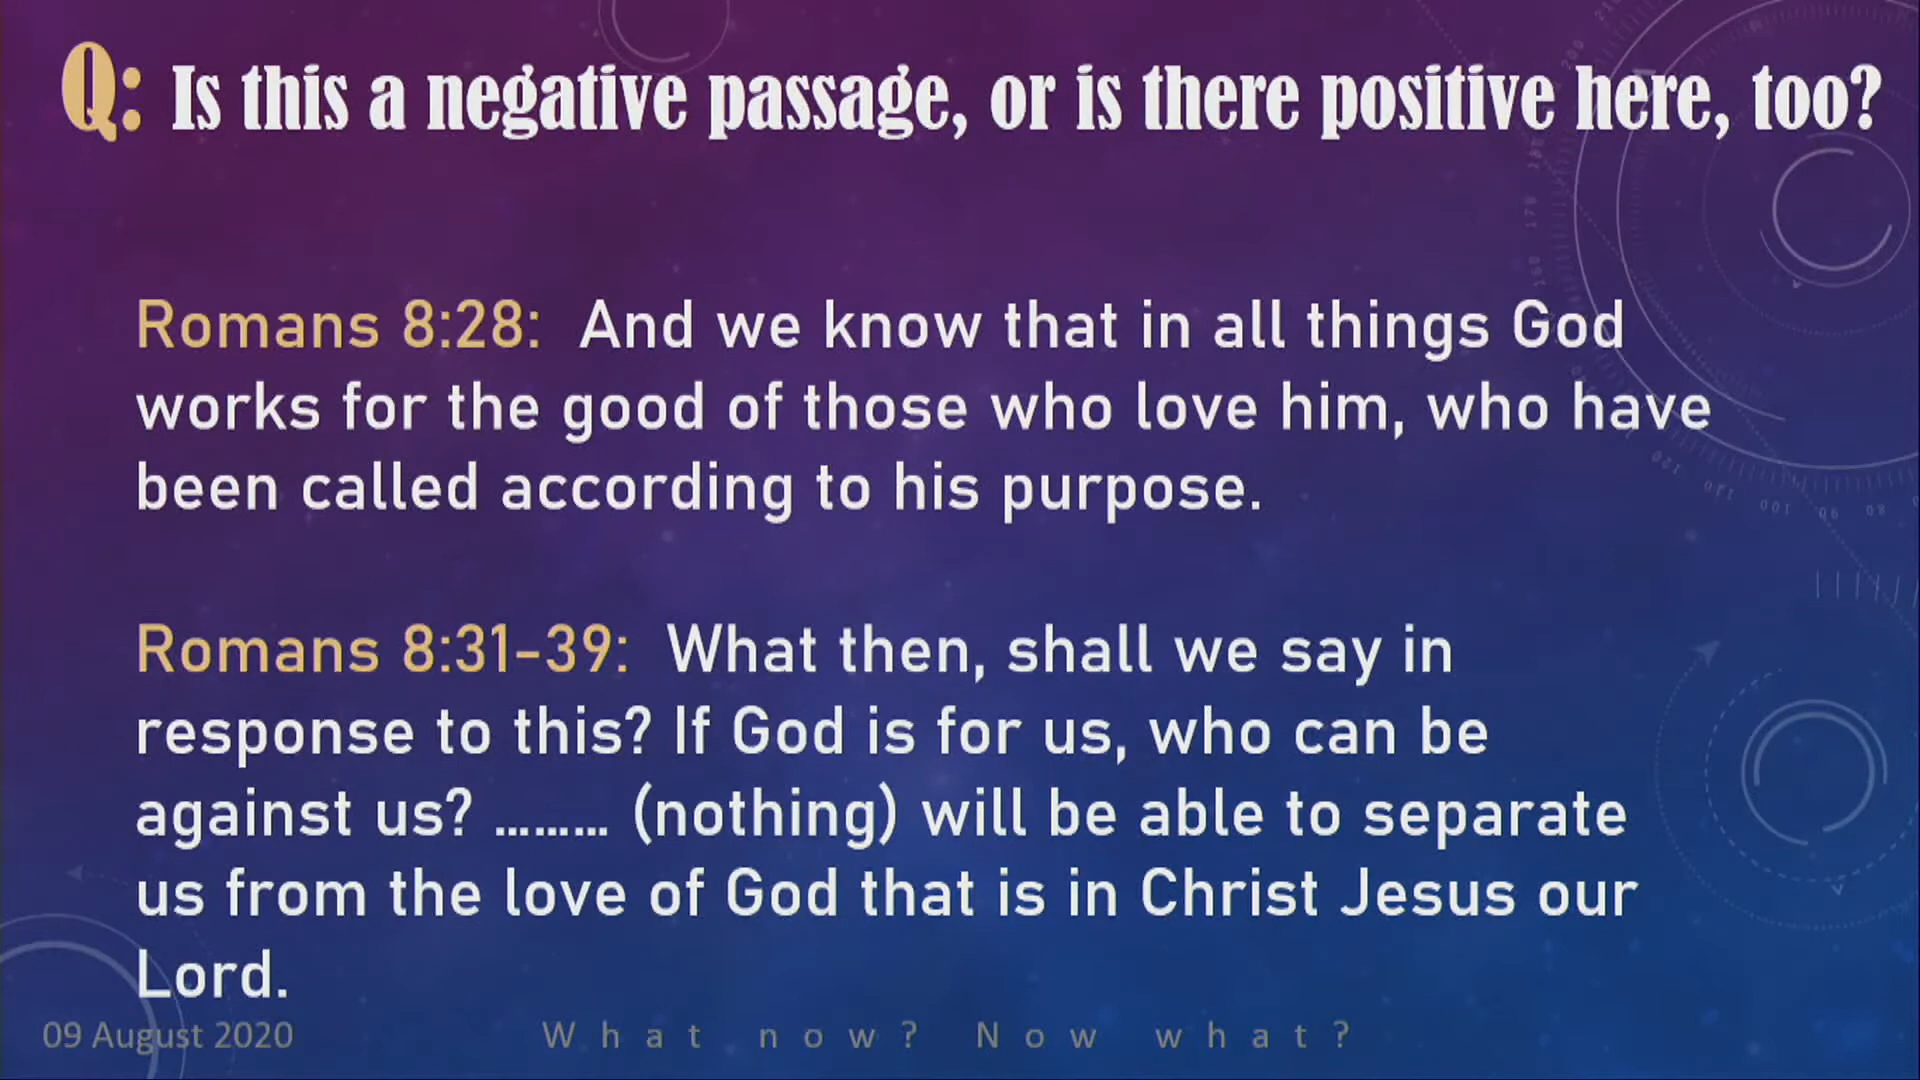 Q: Is this a negative passage, or is there positive here, too?
Romans 8:28: And we know that in all things God
works for the good of those who love him, who have
been called according to his purpose.
Romans 8:31-39: What then, shall we say in
response to this? If God is for us, who can be
against us? ......... (nothing) will be able to separate
us from the love of God that is in Christ Jesus our
Lord.
09 August 2020
What now? Now what?